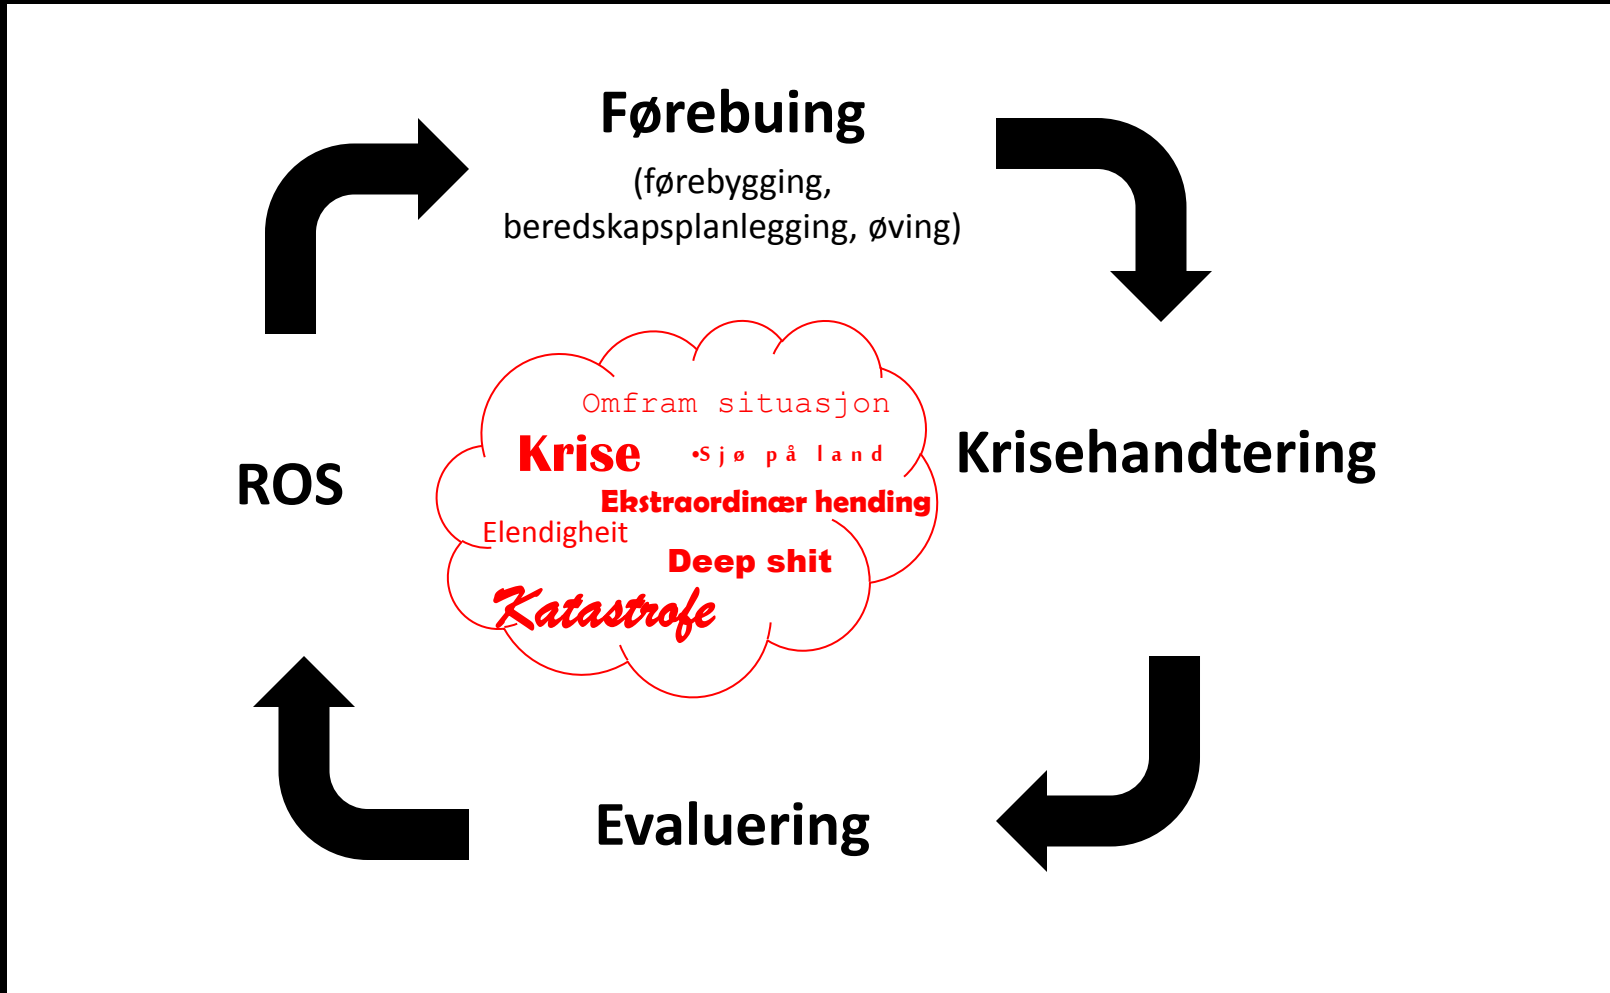 Førebuing
(førebygging,
beredskapsplanlegging, øving)
Omfram situasjon
Krise
•Sjø på land
Krisehandtering
ROS
Ekstraordinær hending
Elendigheit
Deep shit
Katastrofe
Evaluering